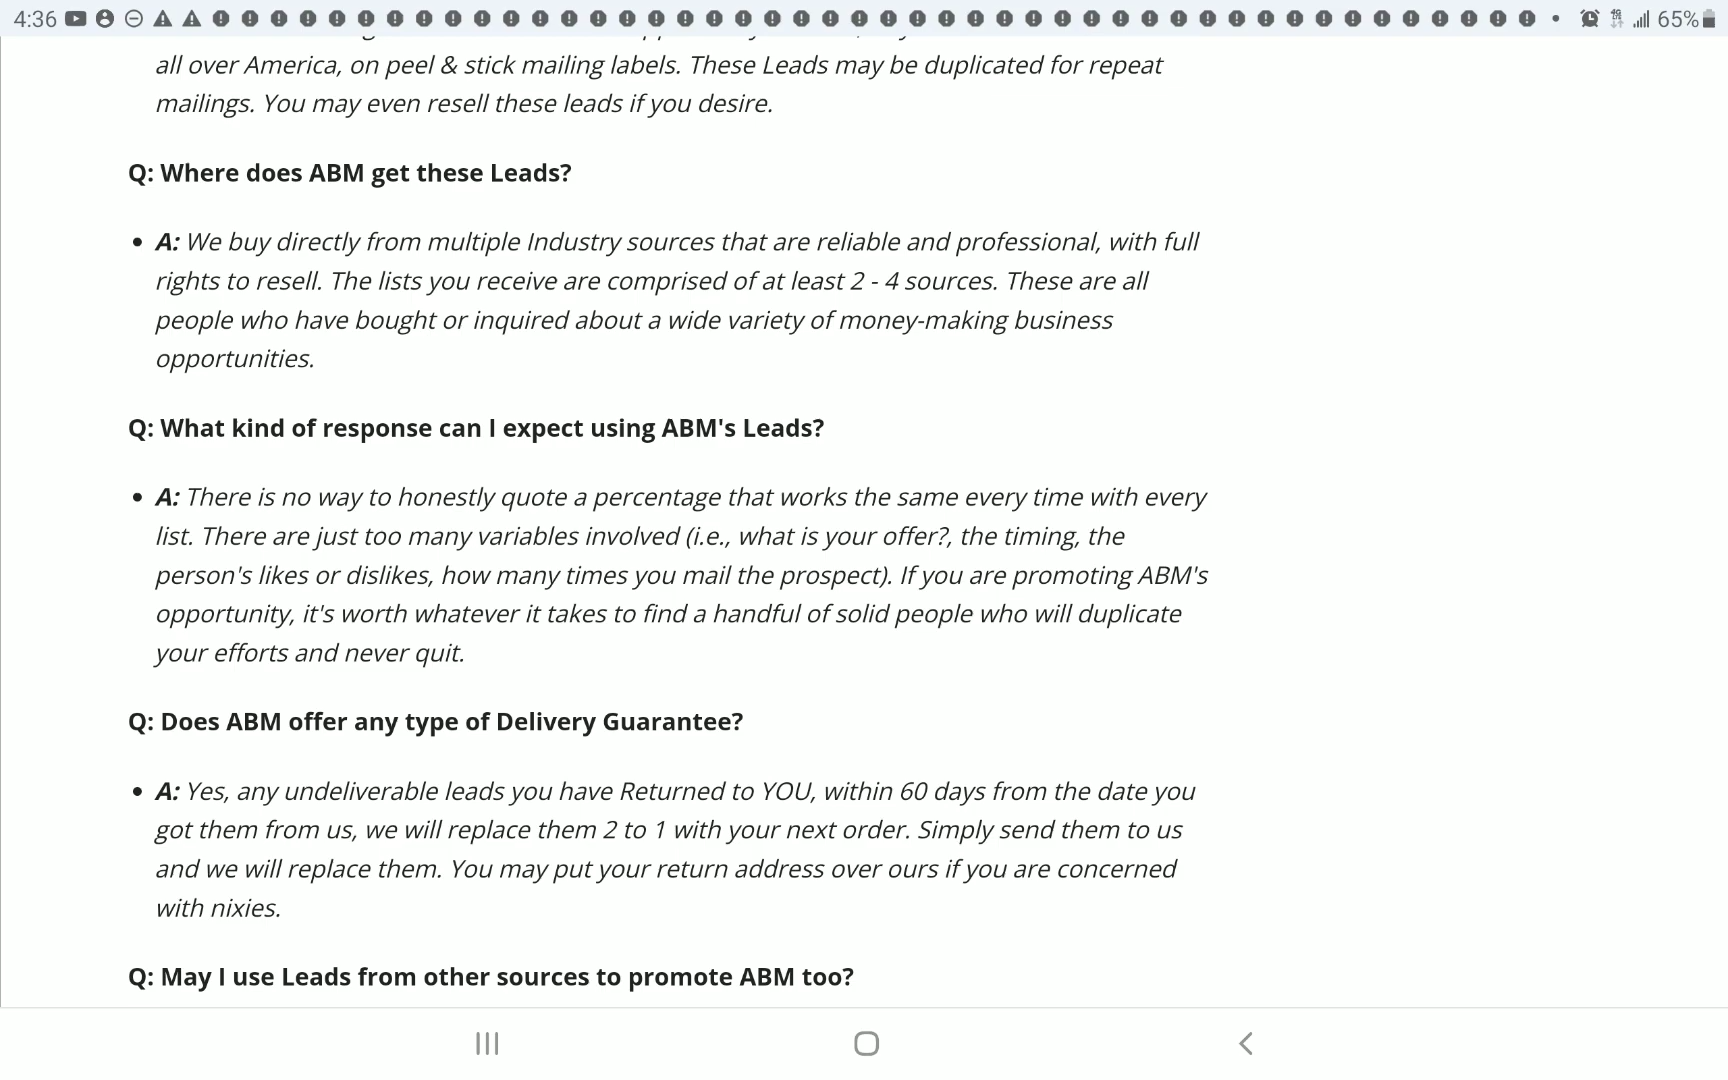 4:36
65%
all over America, on peel & stick mailing labels. These Leads may be duplicated for repeat
mailings. You may even resell these leads if you desire.
Q: Where does ABM get these Leads?
• A: We buy directly from multiple Industry sources that are reliable and professional, with full
rights to resell. The lists you receive are comprised of at least 2 - 4 sources. These are all
people who have bought or inquired about a wide variety of money-making business
opportunities.
Q: What kind of response can I expect using ABM's Leads?
• A: There is no way to honestly quote a percentage that works the same every time with every
list. There are just too many variables involved (i.e., what is your offer?, the timing, the
person's likes or dislikes, how many times you mail the prospect). If you are promoting ABM's
opportunity, it's worth whatever it takes to find a handful of solid people who will duplicate
your efforts and never quit.
Q: Does ABM offer any type of Delivery Guarantee?
• A: Yes, any undeliverable leads you have Returned to YOU, within 60 days from the date you
got them from us, we will replace them 2 to 1 with your next order. Simply send them to us
and we will replace them. You may put your return address over ours if you are concerned
with nixies.
Q: May I use Leads from other sources to promote ABM too?